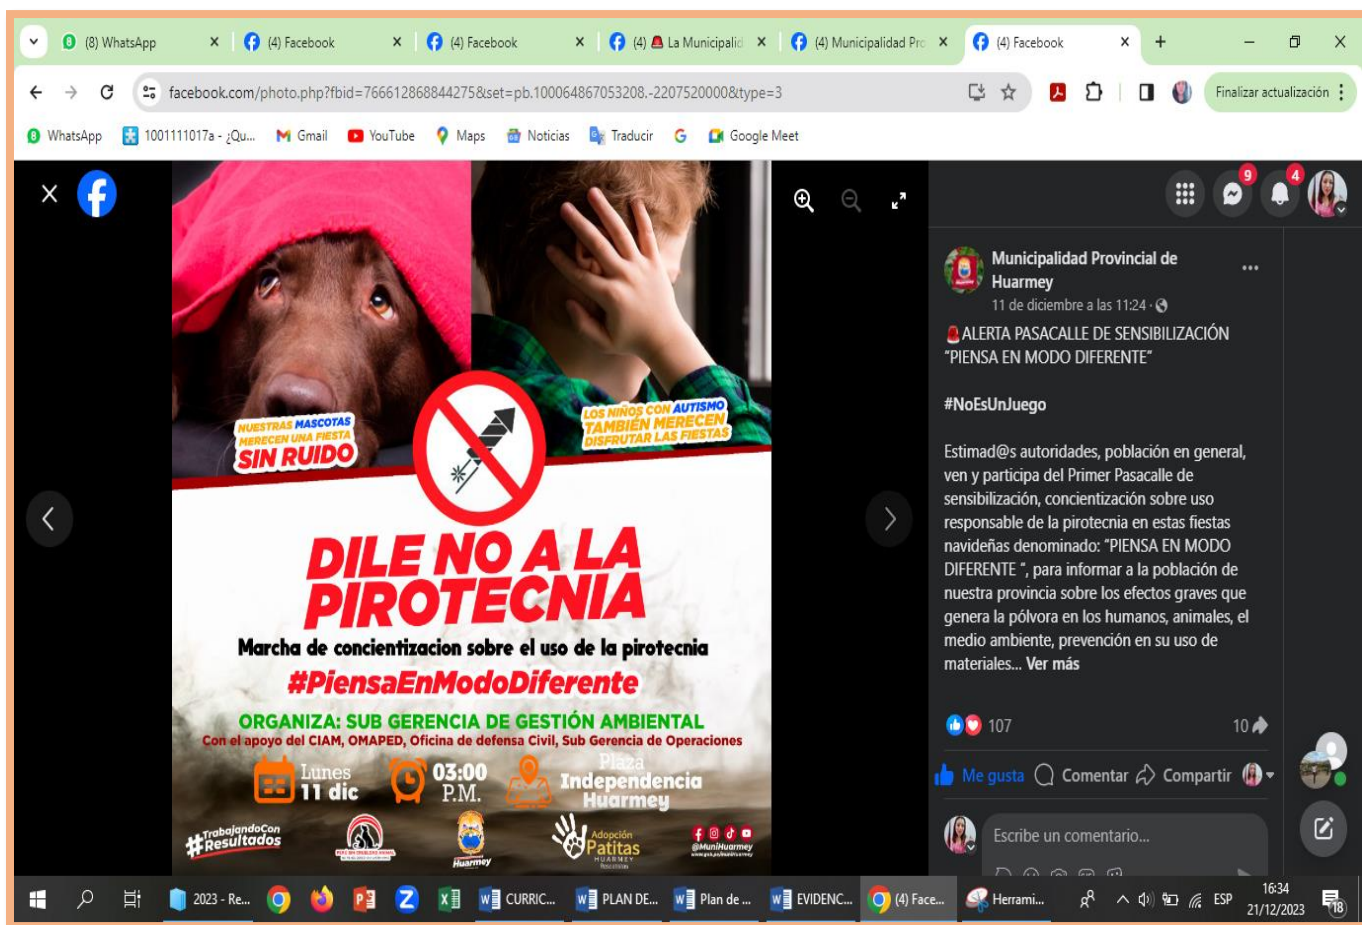 (8) WhatsApp
(4) Facebook
(4) Facebook
(4) La Municipalid
(4) Municipalidad Pro
(4) Facebook
facebook.com/photo.php?fbid=766612868844275&set=pb.100064867053208.-2207520000&type=3
Finalizar actualización
WhatsApp
1001111017a - ¿Qu...
Gmail
YouTube
Maps
Noticias
Traducir
Google Meet
NUESTRAS MASCOTAS
MERECEN UNA FIESTA
SIN RUIDO
LOS NIÑOS CON AUTISMO
TAMBIÉN MERECEN
DISFRUTAR LAS FIESTAS
DILE NO A LA
PIROTECNIA
Marcha de concientizacion sobre el uso de la pirotecnia
#PiensaEnModoDiferente
ORGANIZA: SUB GERENCIA DE GESTIÓN AMBIENTAL
Con el apoyo del CIAM, OMAPED, Oficina de defensa Civil, Sub Gerencia de Operaciones
Lunes
11 dic
03:00
P.M.
Plaza
Independencia
Huarmey
#TrabajandoCon
Resultados
Huarmey
Adopción
Patitas
HUARMEY
@MuniHuarmey
9
4
Municipalidad Provincial de
Huarmey
11 de diciembre a las 11:24
ALERTA PASACALLE DE SENSIBILIZACIÓN
“PIENSA EN MODO DIFERENTE”
#NoEsUnJuego
Estimad@s autoridades, población en general,
ven y participa del Primer Pasacalle de
sensibilización, concientización sobre uso
responsable de la pirotecnia en estas fiestas
navideñas denominado: “PIENSA EN MODO
DIFERENTE “, para informar a la población de
nuestra provincia sobre los efectos graves que
genera la pólvora en los humanos, animales, el
medio ambiente, prevención en su uso de
materiales... Ver más
107
10
Me gusta
Comentar
Compartir
Escribe un comentario...
2023 - Re...
CURRIC...
PLAN DE...
Plan de ...
EVIDENC...
(4) Face...
Herrami...
ESP
16:34
21/12/2023
18